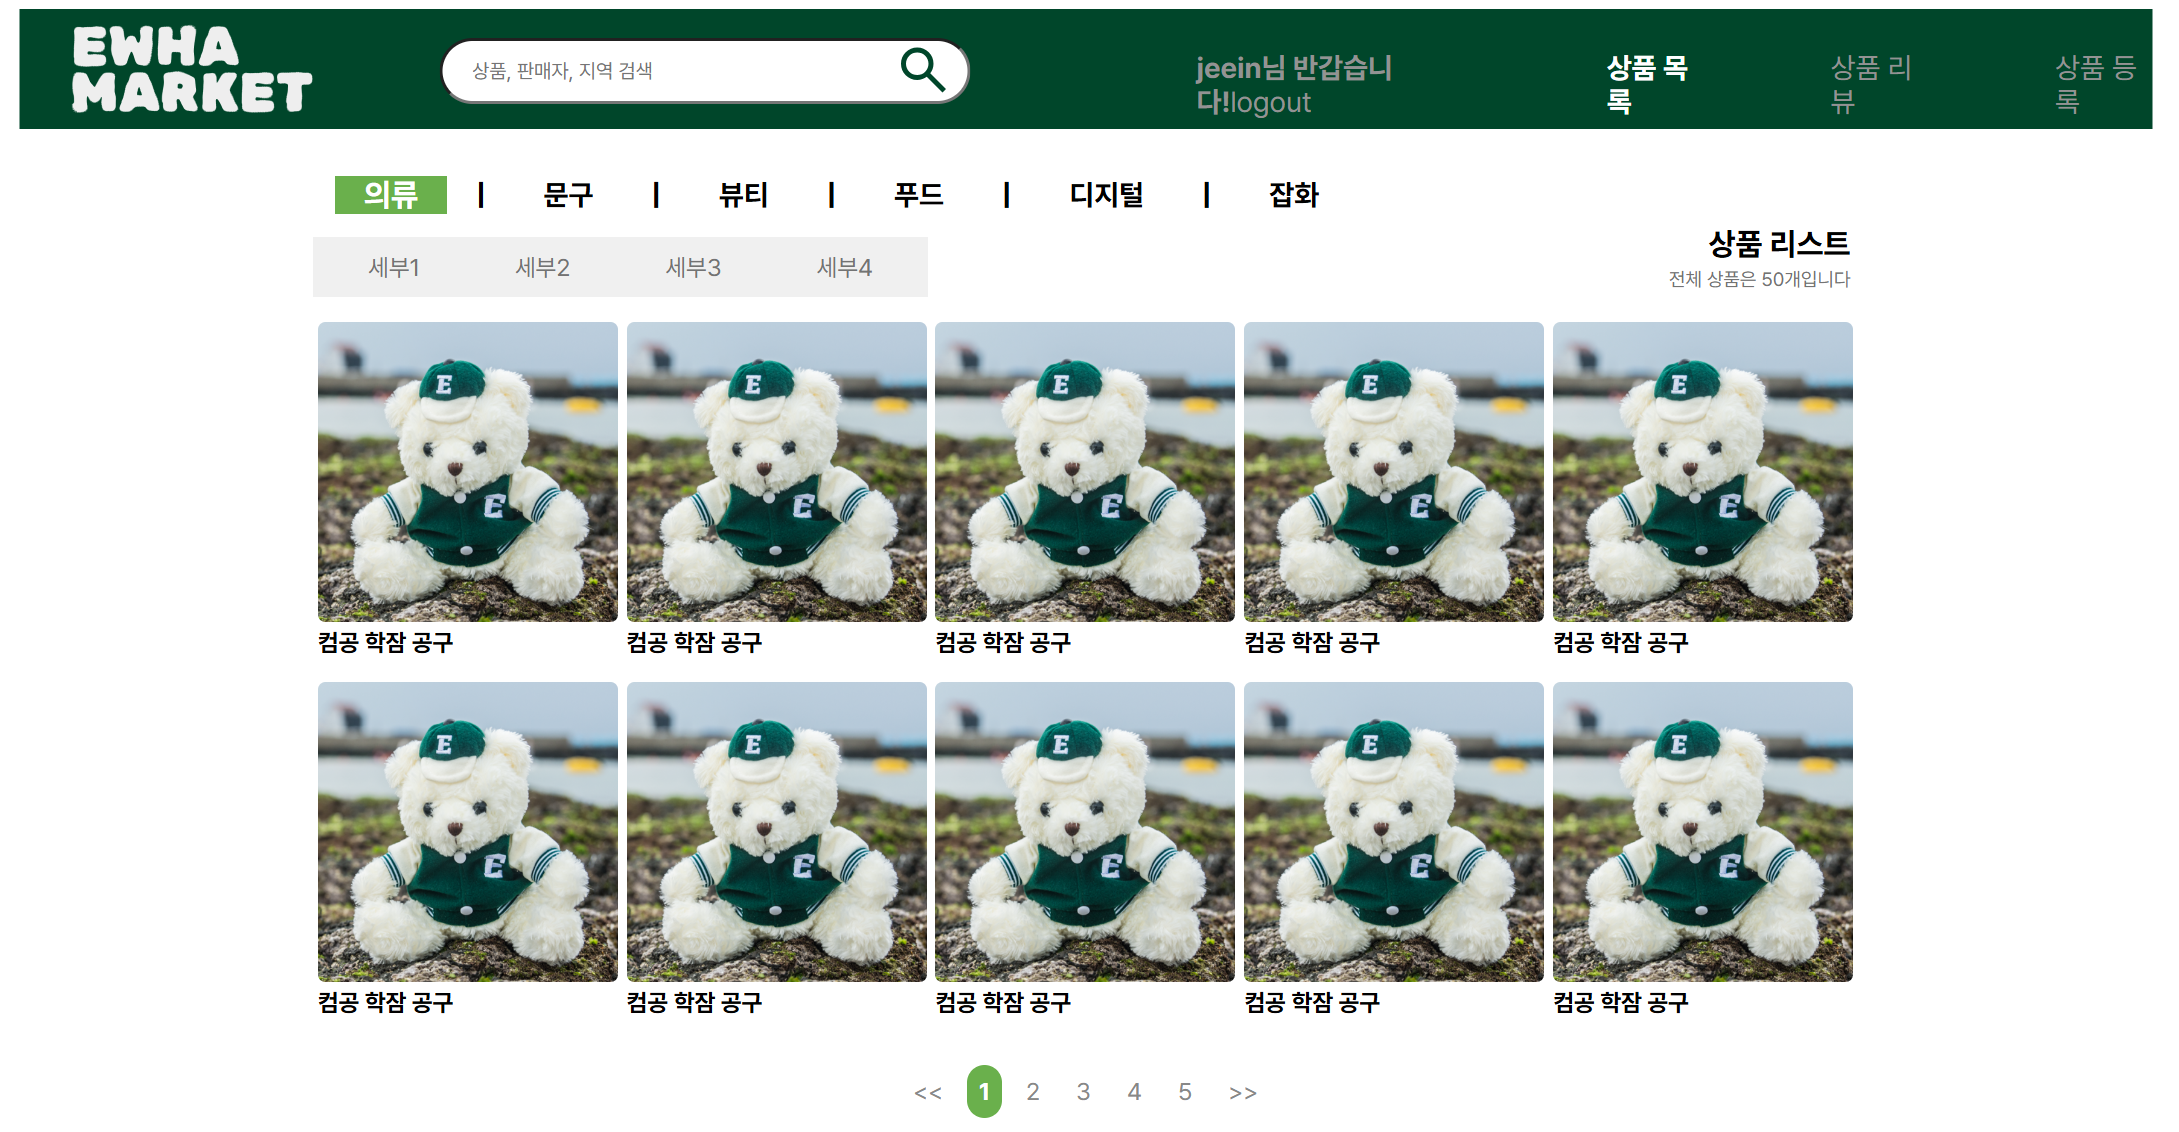 EWHA
MARKET
상품, 판매자, 지역 검색
jeein님 반갑습니
다!logout
상품 목
록
상품 리
뷰
상품 등
록
의류 | 문구 | 뷰티 | 푸드 | 디지털 | 잡화
세부1 세부2 세부3 세부4
상품 리스트
전체 상품은 50개입니다
E E E E E
E E E E E
컴공 학잠 공구 컴공 학잠 공구 컴공 학잠 공구 컴공 학잠 공구 컴공 학잠 공구
E E E E E
E E E E E
컴공 학잠 공구 컴공 학잠 공구 컴공 학잠 공구 컴공 학잠 공구 컴공 학잠 공구
<< 1 2 3 4 5 >>